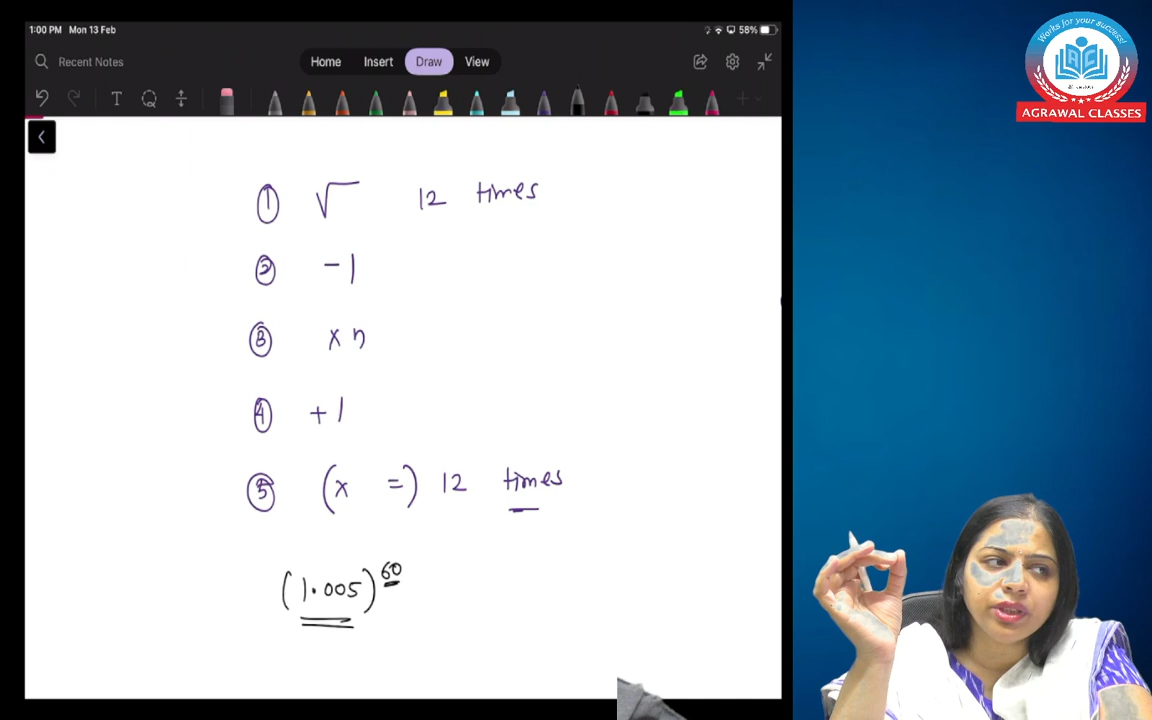 1:00 PM Mon 13 Feb
58%
Recent Notes
Home Insert Draw View
T
Works for your success!
AC
AGRAWAL CLASSES
① √ 12 times
② - 1
③ x n
④ + 1
⑤ (x =) 12 times
(1.005)⁶⁰